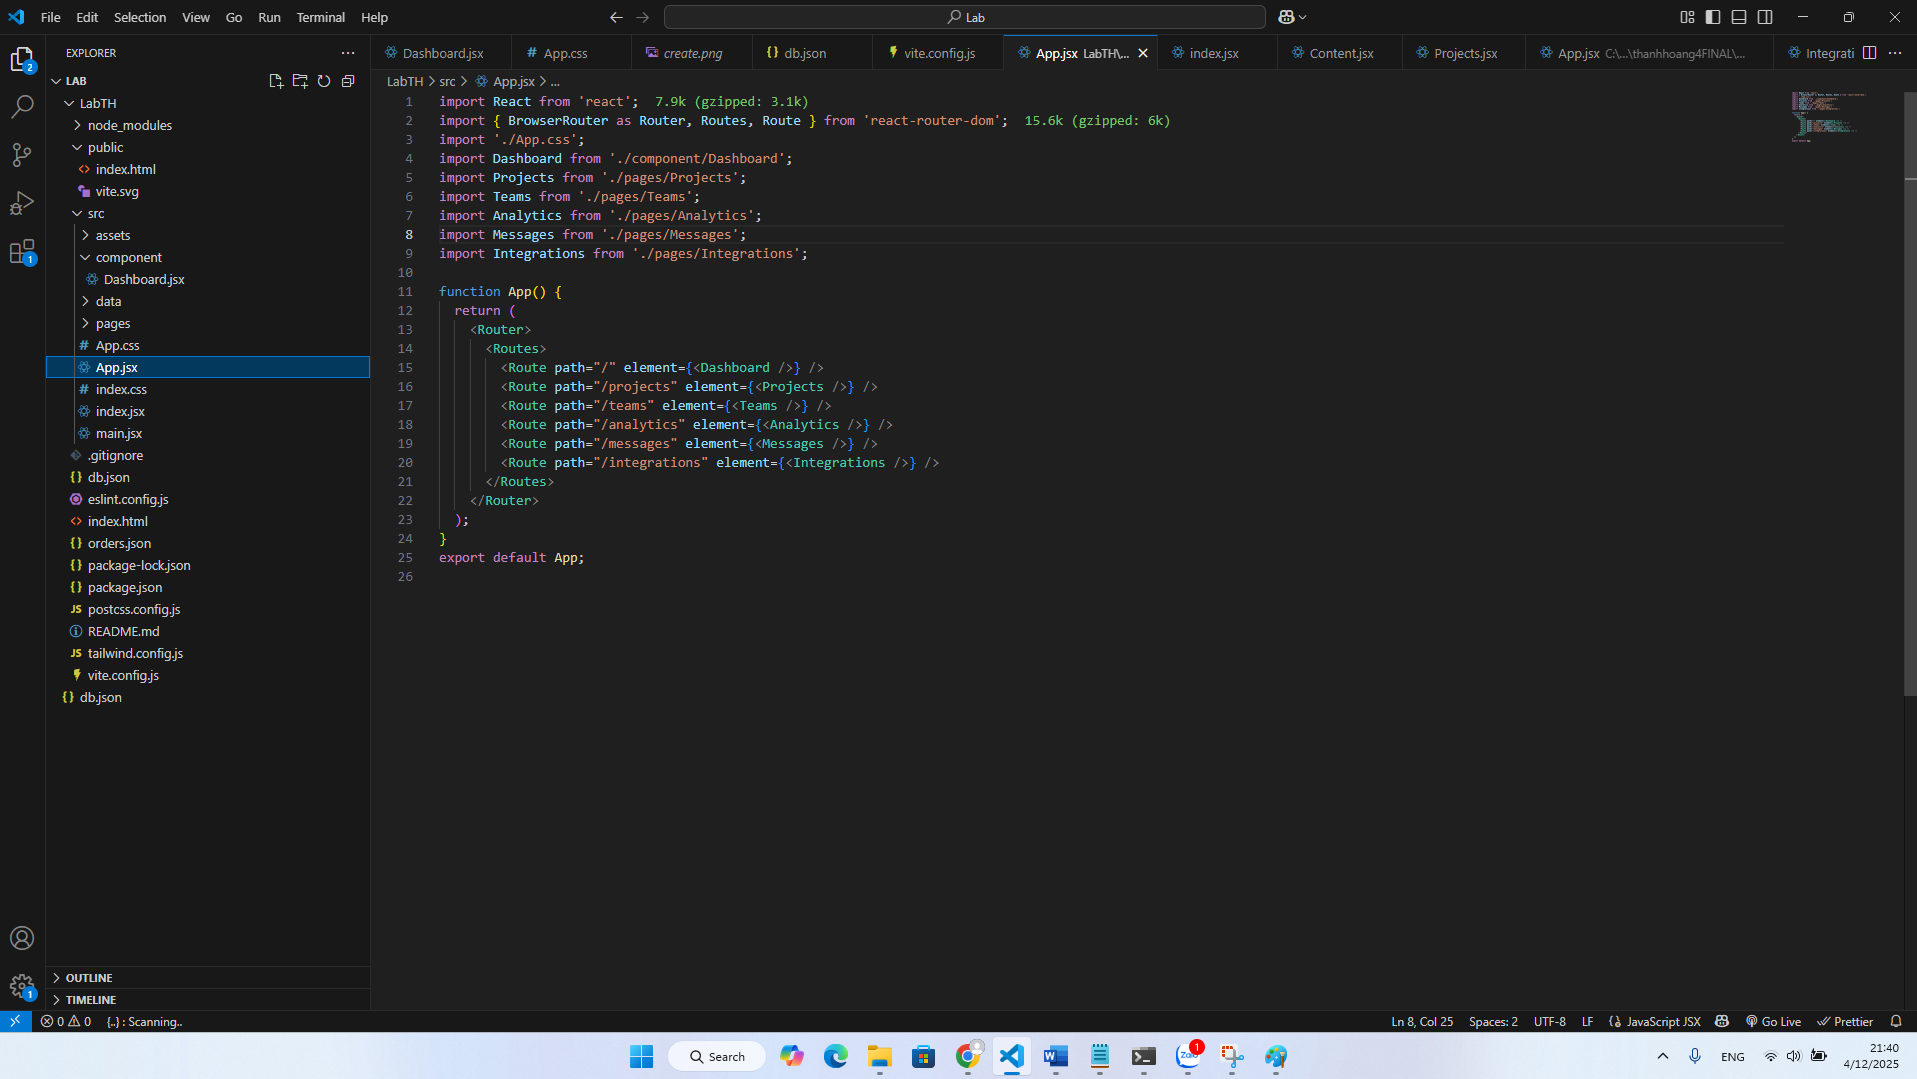 File Edit Selection View Go Run Terminal Help
Lab
EXPLORER
Dashboard.jsx
App.css
create.png
db.json
vite.config.js
App.jsx LabTH\...
index.jsx
Content.jsx
Projects.jsx
App.jsx C:\...\thanhhoang4FINAL\...
Integrati
LAB
LabTH
node_modules
public
index.html
vite.svg
src
assets
component
Dashboard.jsx
data
pages
App.css
App.jsx
index.css
index.jsx
main.jsx
.gitignore
db.json
eslint.config.js
index.html
orders.json
package-lock.json
package.json
postcss.config.js
README.md
tailwind.config.js
vite.config.js
db.json
OUTLINE
TIMELINE
LabTH > src > App.jsx > ...
1 import React from 'react'; 7.9k (gzipped: 3.1k)
2 import { BrowserRouter as Router, Routes, Route } from 'react-router-dom'; 15.6k (gzipped: 6k)
3 import './App.css';
4 import Dashboard from './component/Dashboard';
5 import Projects from './pages/Projects';
6 import Teams from './pages/Teams';
7 import Analytics from './pages/Analytics';
8 import Messages from './pages/Messages';
9 import Integrations from './pages/Integrations';
10
11 function App() {
12 return (
13 <Router>
14 <Routes>
15 <Route path="/" element={<Dashboard />} />
16 <Route path="/projects" element={<Projects />} />
17 <Route path="/teams" element={<Teams />} />
18 <Route path="/analytics" element={<Analytics />} />
19 <Route path="/messages" element={<Messages />} />
20 <Route path="/integrations" element={<Integrations />} />
21 </Routes>
22 </Router>
23 );
24 }
25 export default App;
26
0 0 {..} : Scanning..
Ln 8, Col 25 Spaces: 2 UTF-8 LF JavaScript JSX Go Live Prettier
Search
ENG
21:40
4/12/2025